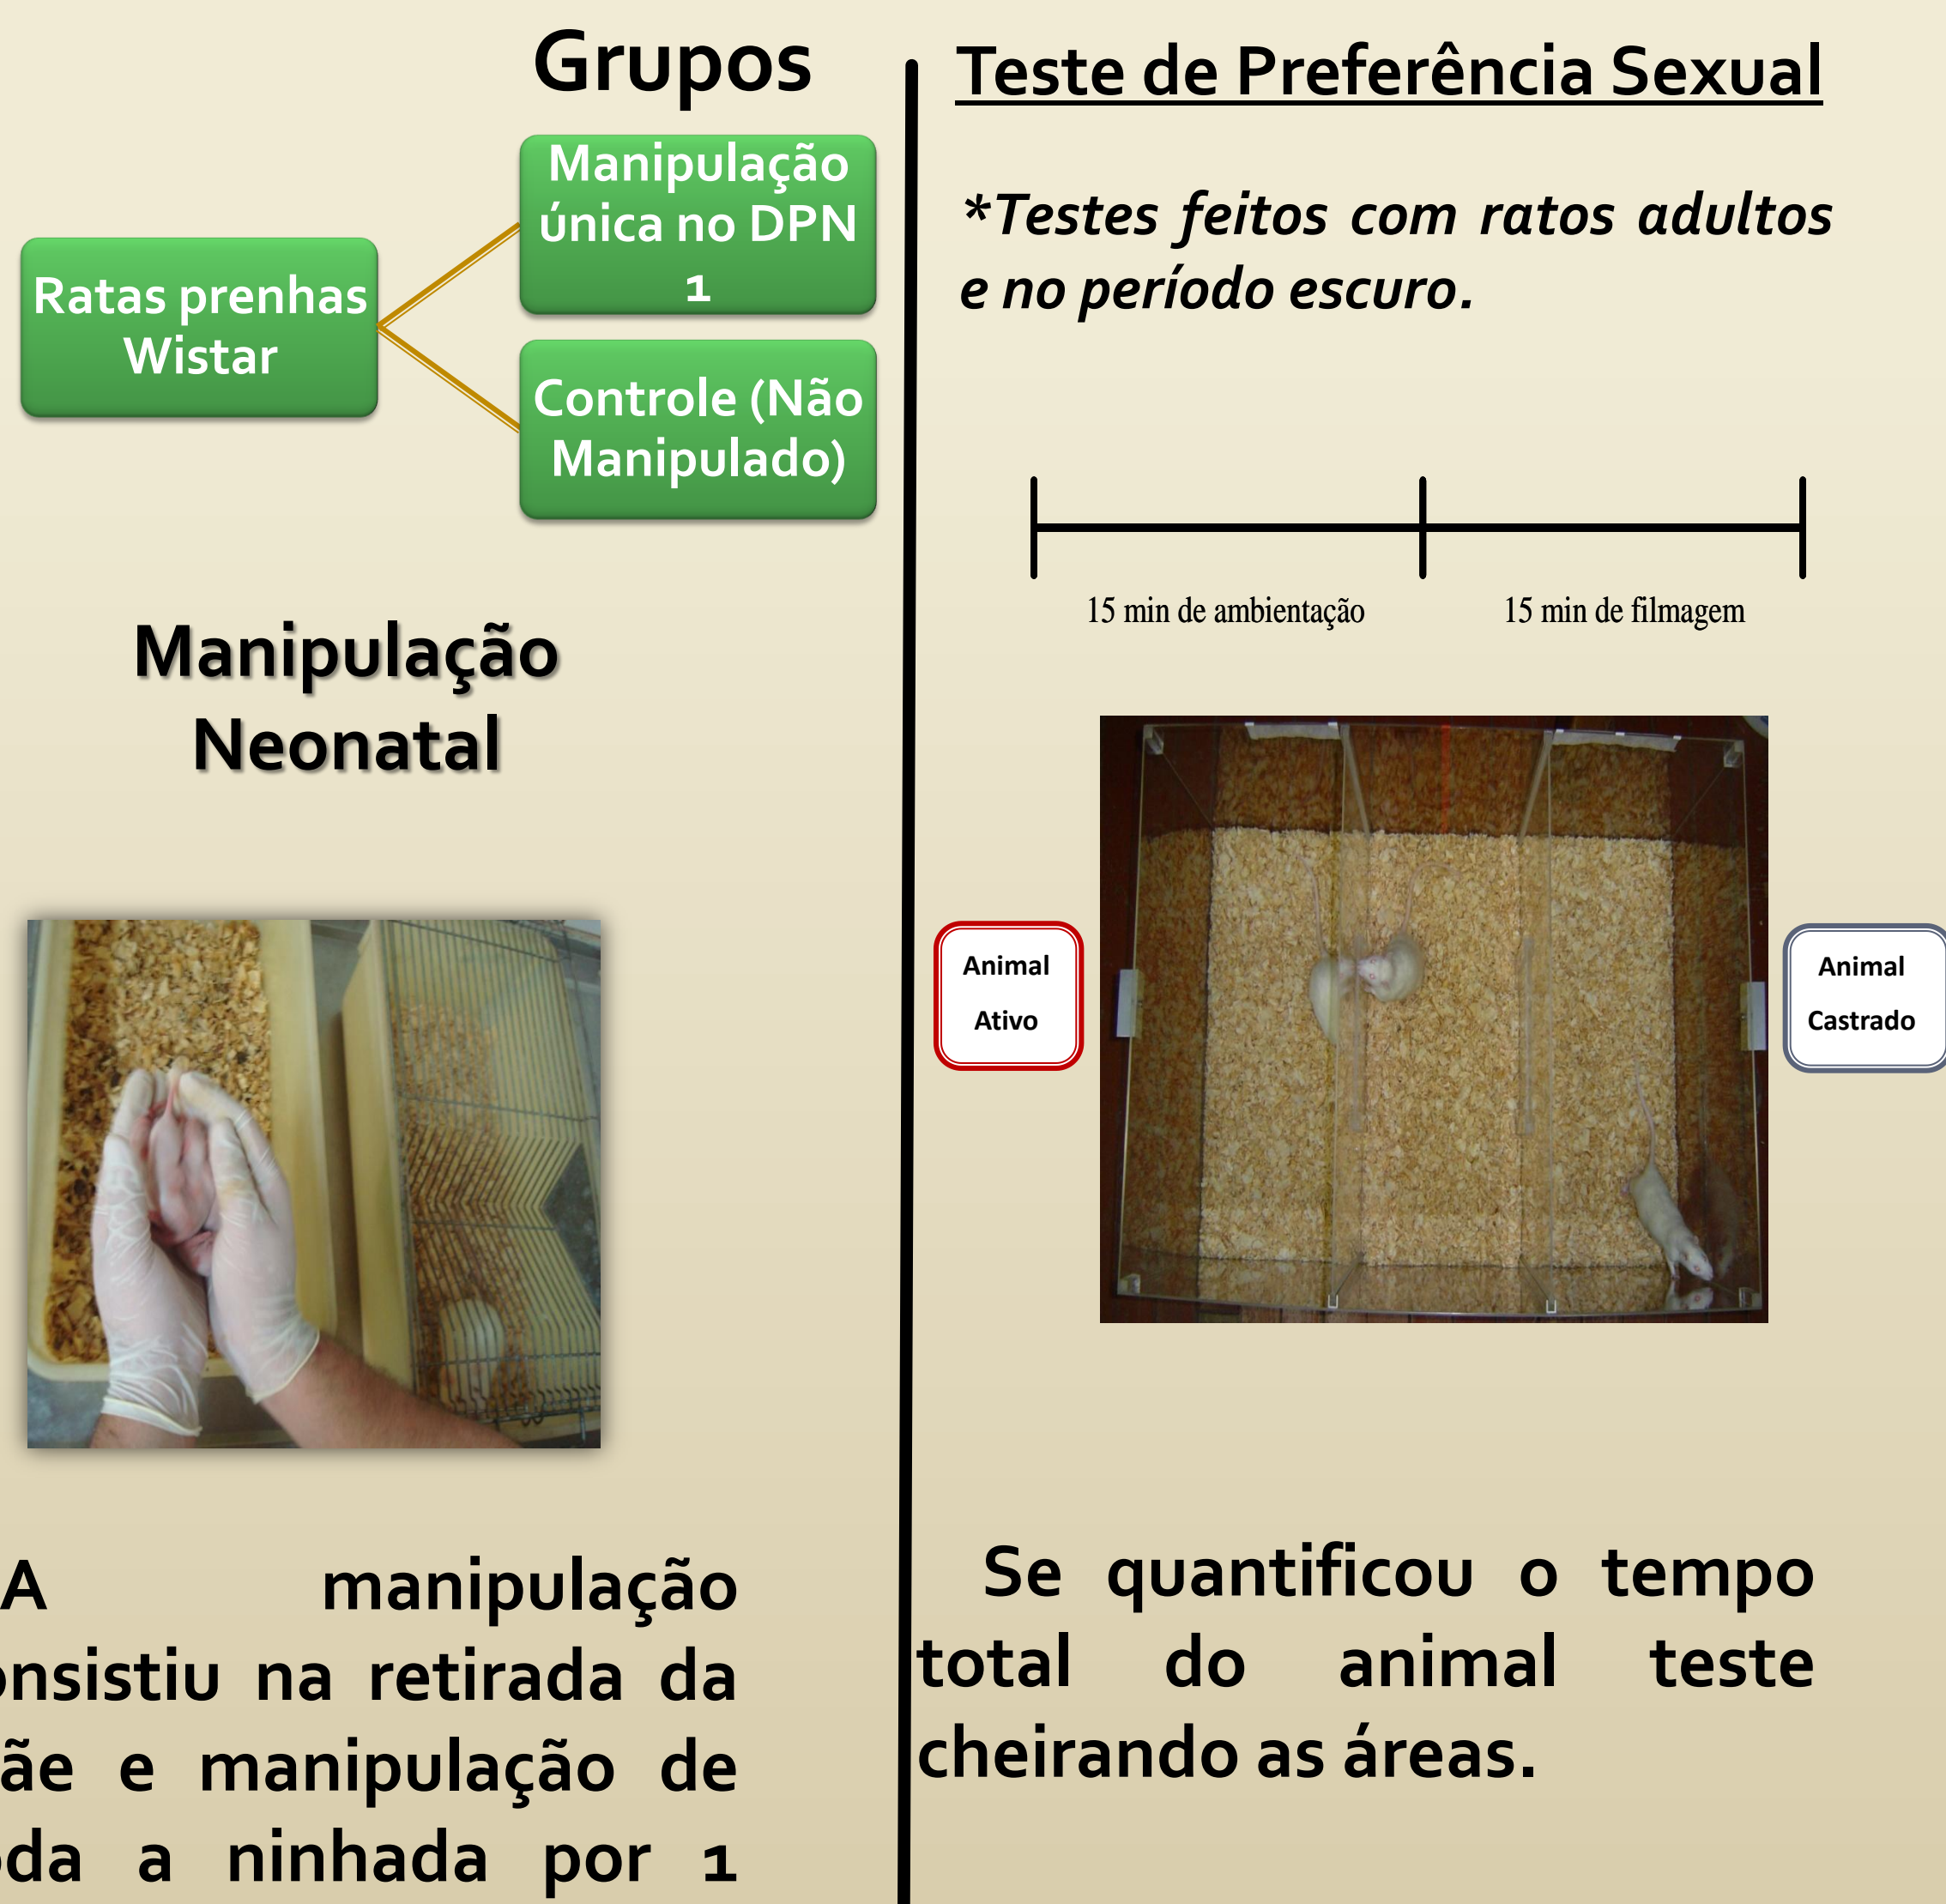 Grupos
Ratas prenhas
Wistar
Manipulação
única no DPN
1
Controle (Não
Manipulado)
Manipulação
Neonatal
A manipulação
onsistiu na retirada da
ãe e manipulação de
da a ninhada por 1
Teste de Preferência Sexual
*Testes feitos com ratos adultos
e no período escuro.
15 min de ambientação
15 min de filmagem
Animal
Ativo
Animal
Castrado
Se quantificou o tempo
total do animal teste
cheirando as áreas.